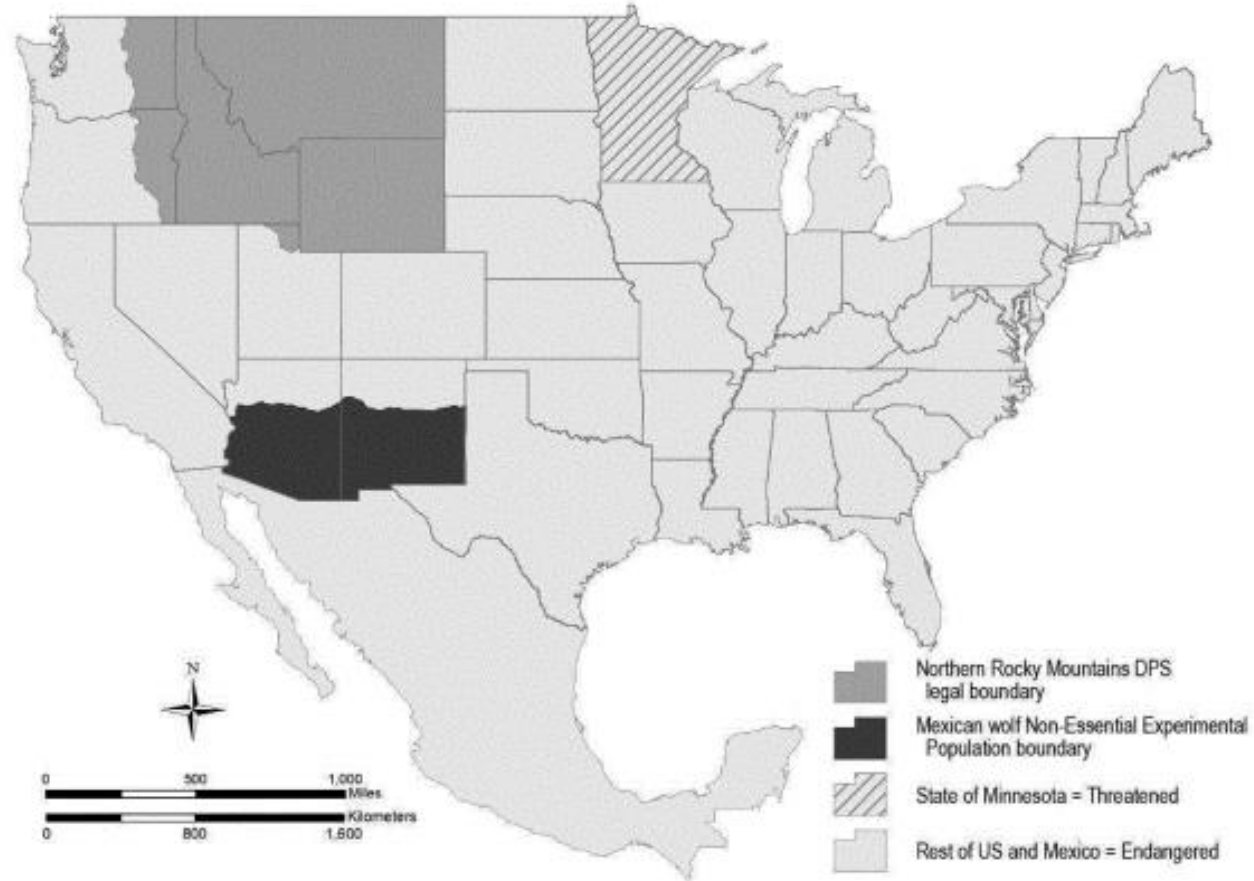 N
0 500 1,000
Miles
Kilometers
0 800 1,600
Northern Rocky Mountains DPS
legal boundary
Mexican wolf Non-Essential Experimental
Population boundary
State of Minnesota = Threatened
Rest of US and Mexico = Endangered